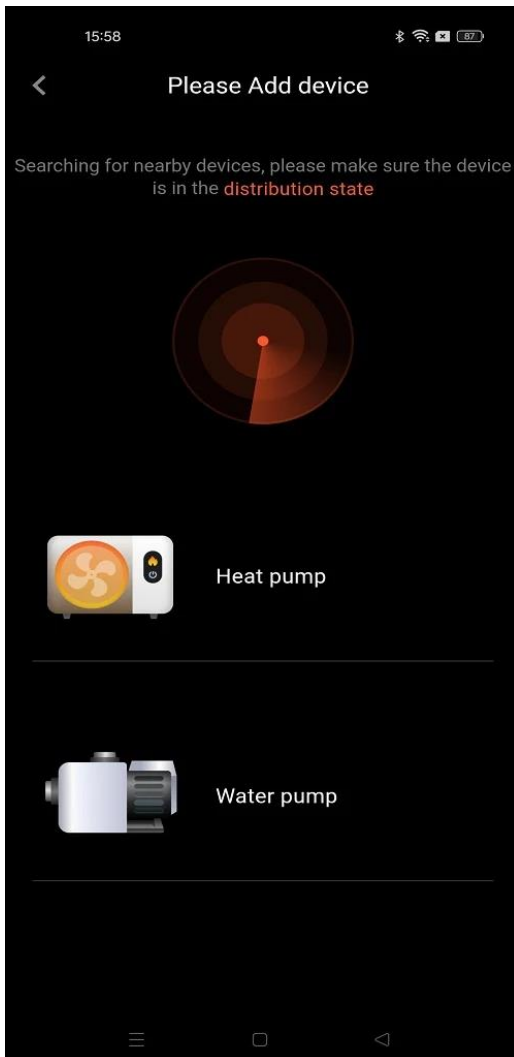 15:58
87
Please Add device
Searching for nearby devices, please make sure the device
is in the distribution state
Heat pump
Water pump